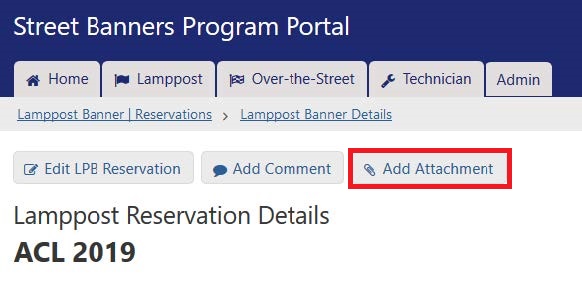 Street Banners Program Portal
Home Lamppost Over-the-Street Technician Admin
Lamppost Banner | Reservations > Lamppost Banner Details
Edit LPB Reservation Add Comment Add Attachment
Lamppost Reservation Details
ACL 2019